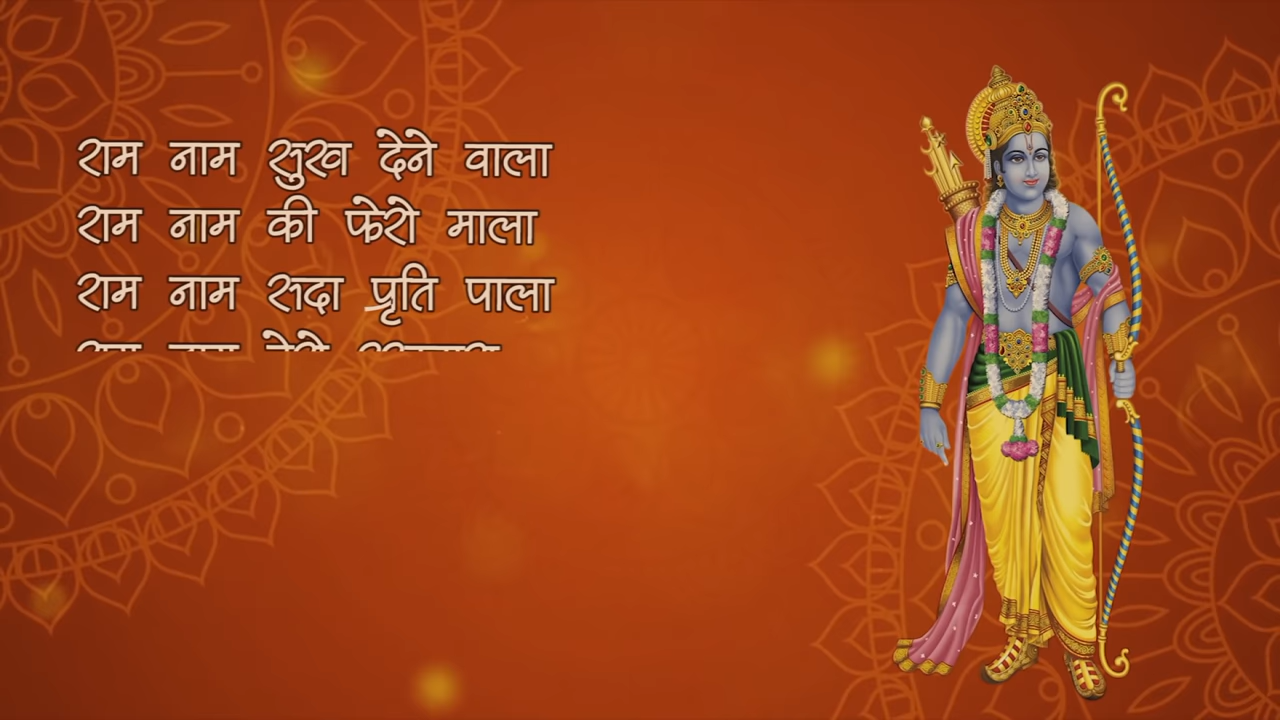 राम नाम सुख देने वाला
राम नाम की फेरो माला
राम नाम सदा प्रृति पाला
राम नाम